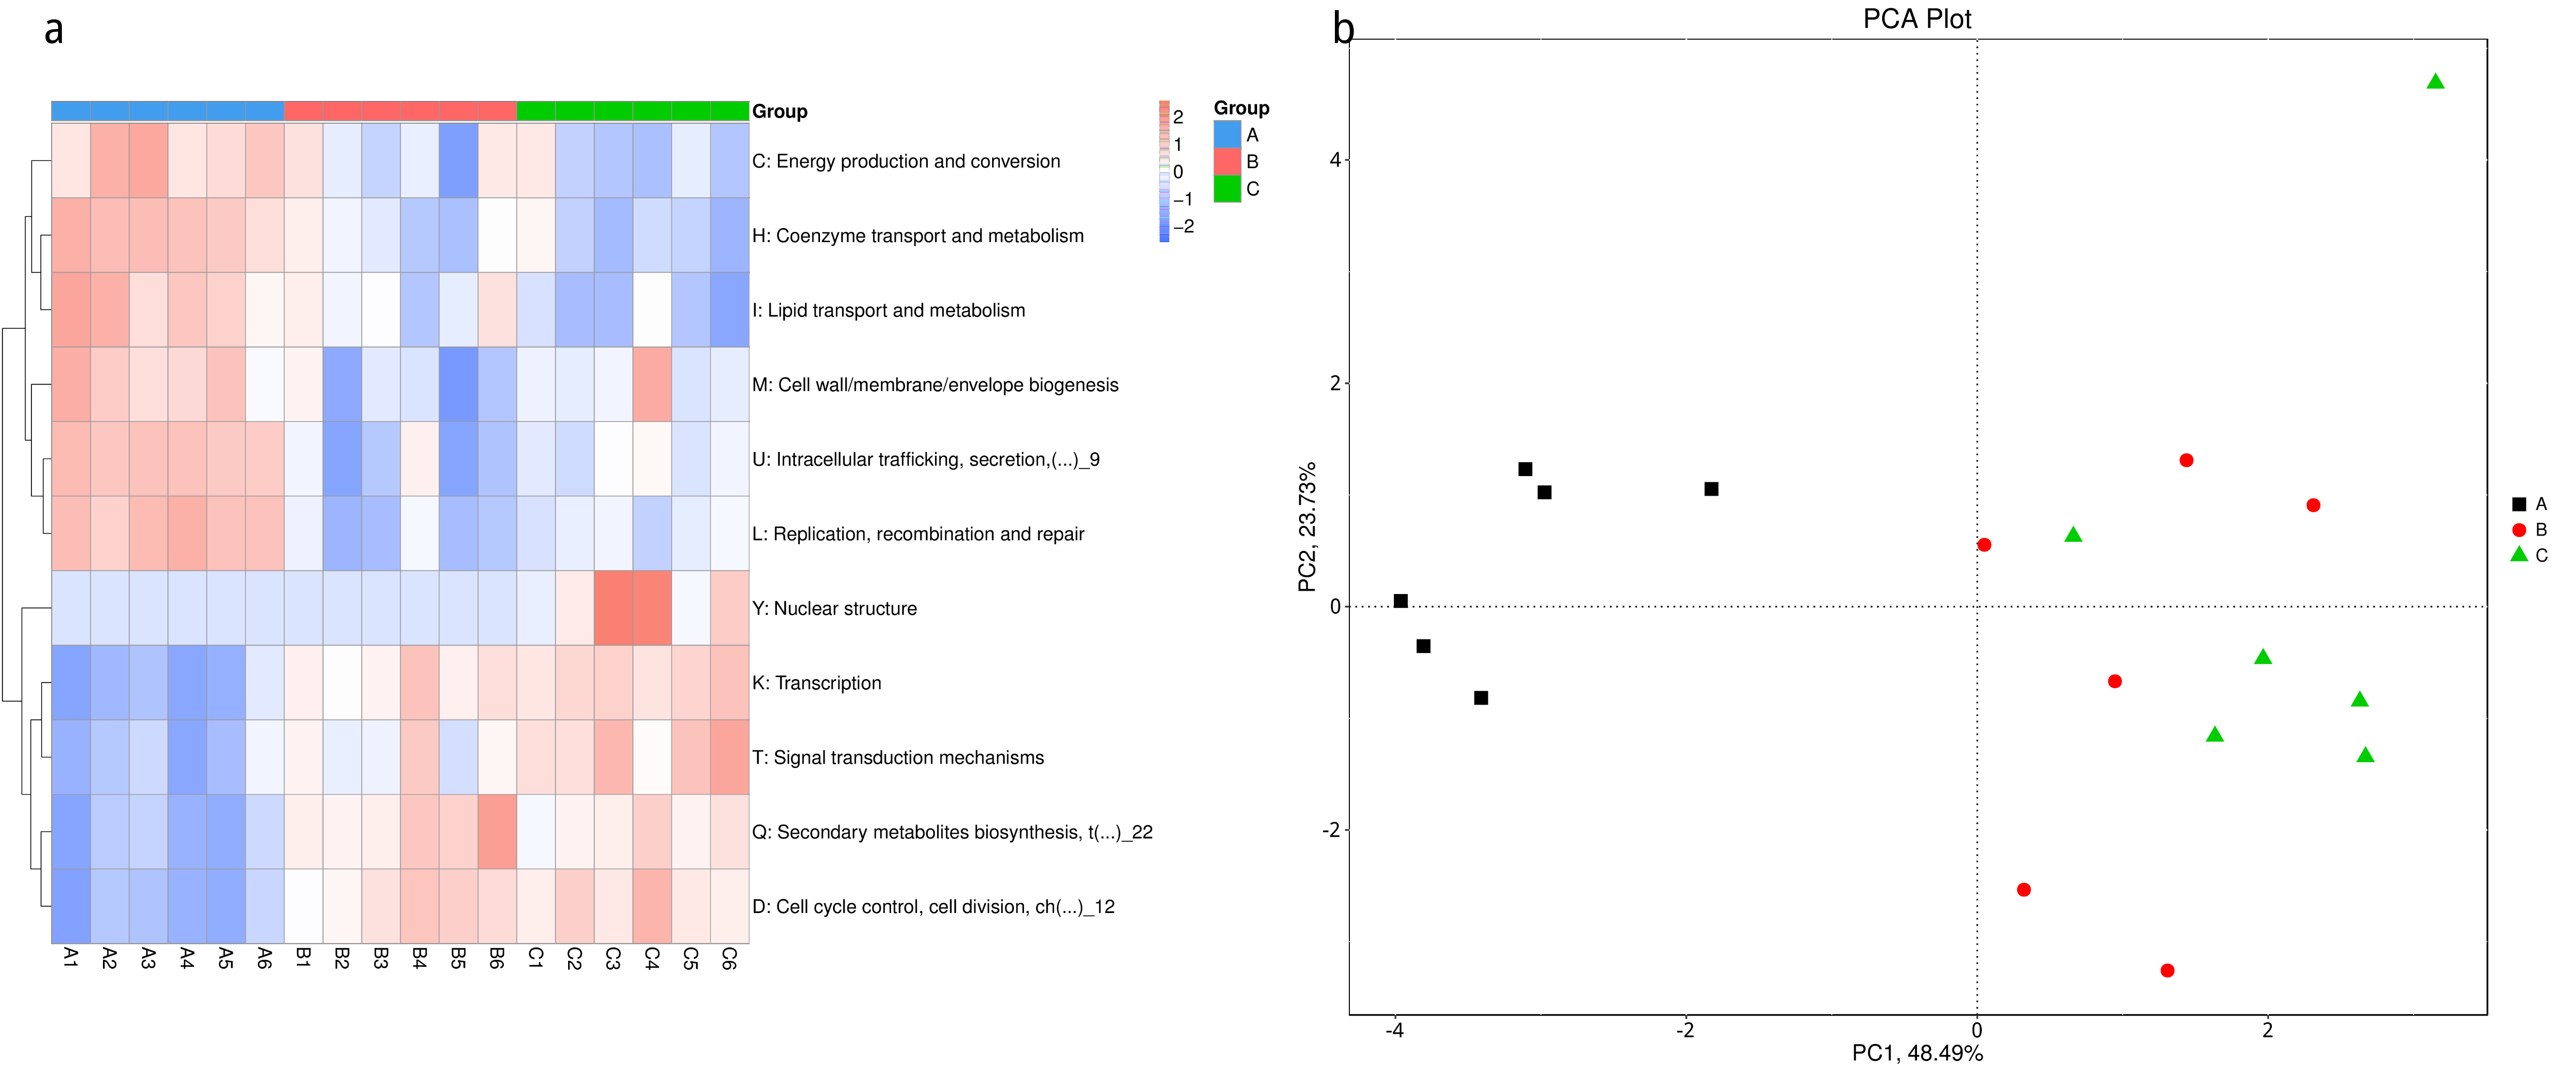 a
Group
C: Energy production and conversion
H: Coenzyme transport and metabolism
I: Lipid transport and metabolism
M: Cell wall/membrane/envelope biogenesis
U: Intracellular trafficking, secretion,(...)_9
L: Replication, recombination and repair
Y: Nuclear structure
K: Transcription
T: Signal transduction mechanisms
Q: Secondary metabolites biosynthesis, t(...)_22
D: Cell cycle control, cell division, ch(...)_12
A1 A2 A3 A4 A5 A6 B1 B2 B3 B4 B5 B6 C1 C2 C3 C4 C5 C6
2
1
0
−1
−2
Group
A
B
C
b
PCA Plot
PC2, 23.73%
4
2
0
-2
-4 -2 0 2
PC1, 48.49%
A
B
C